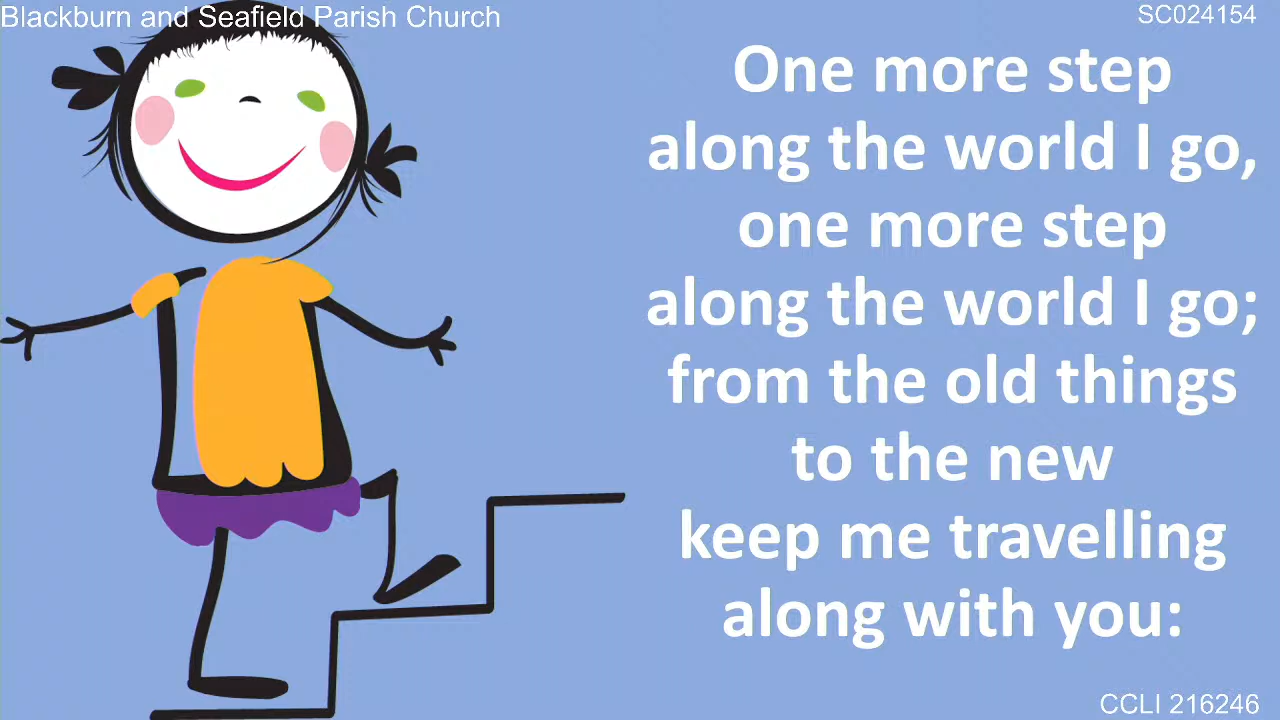 Blackburn and Seafield Parish Church
SC024154
One more step
along the world I go,
one more step
along the world I go;
from the old things
to the new
keep me travelling
along with you:
CCLI 216246